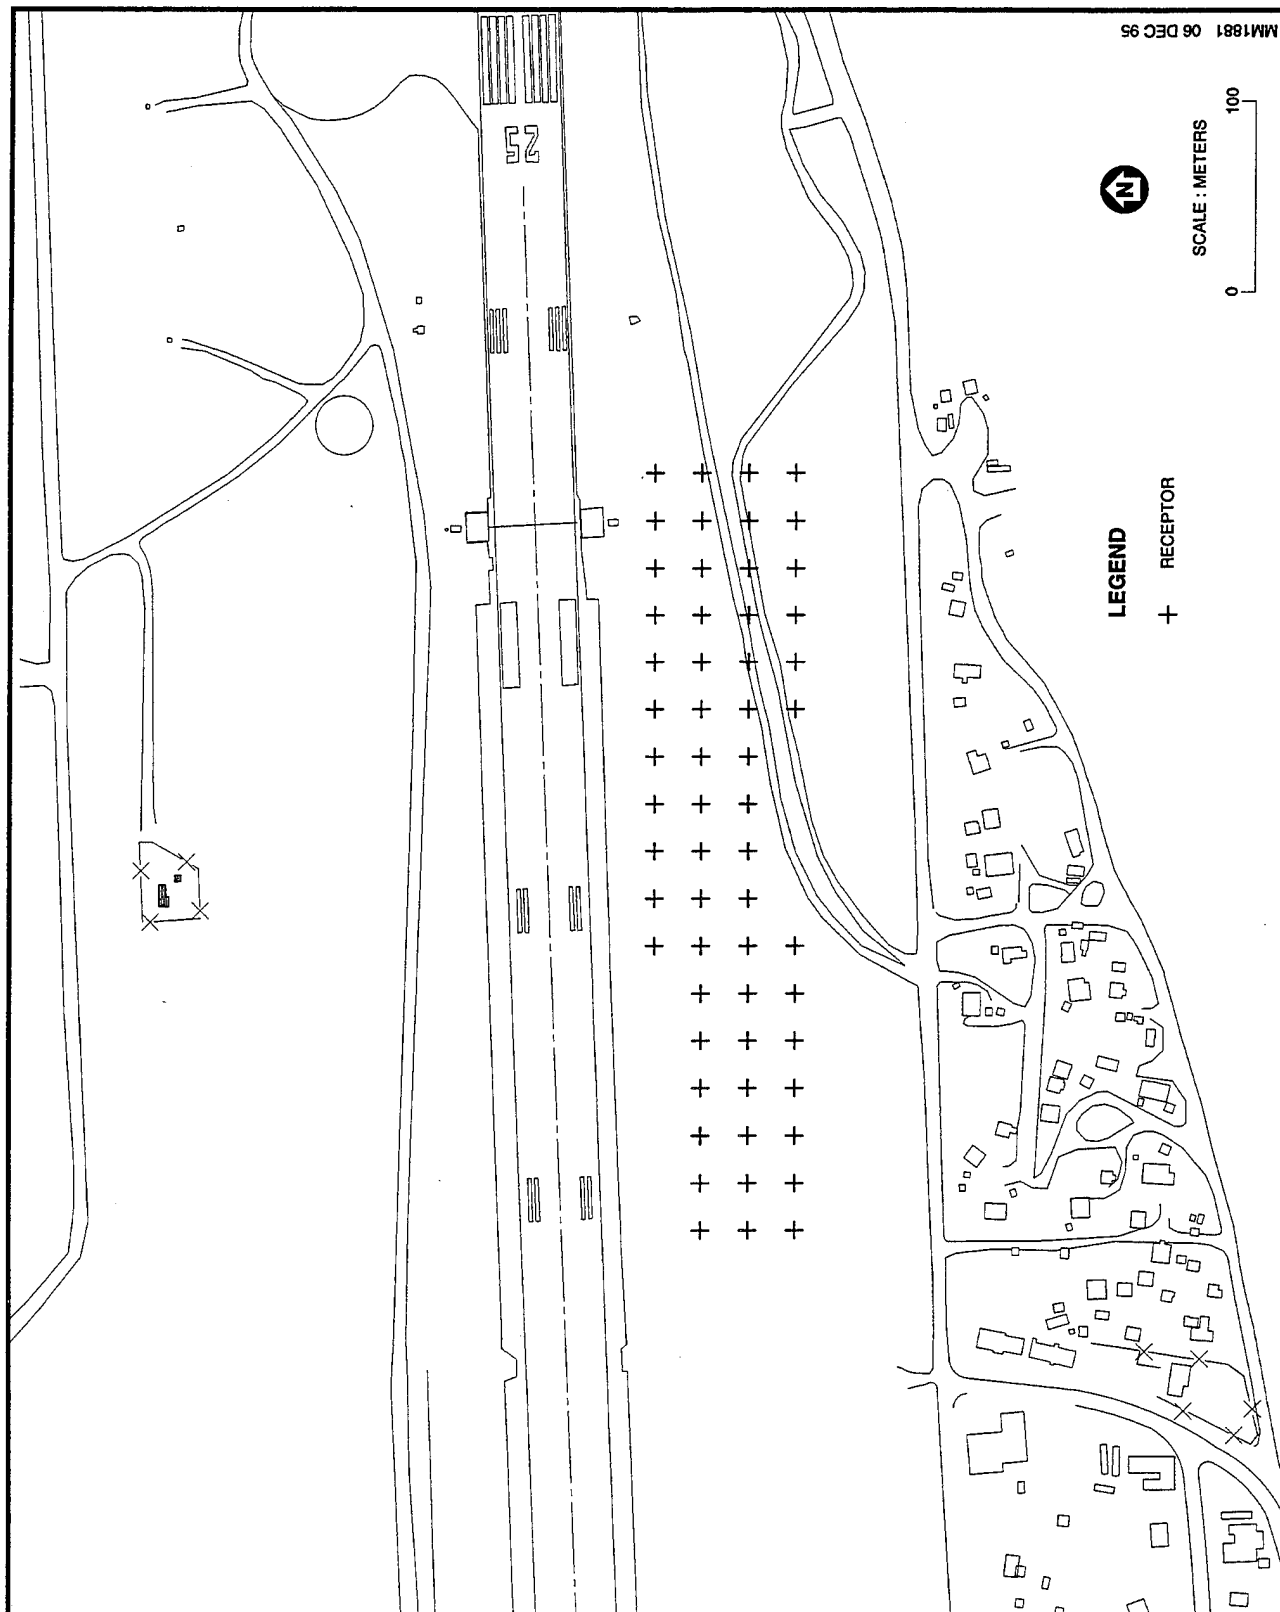 MM1881 06 DEC 95
25
N
SCALE : METERS
0 100
LEGEND
+ RECEPTOR